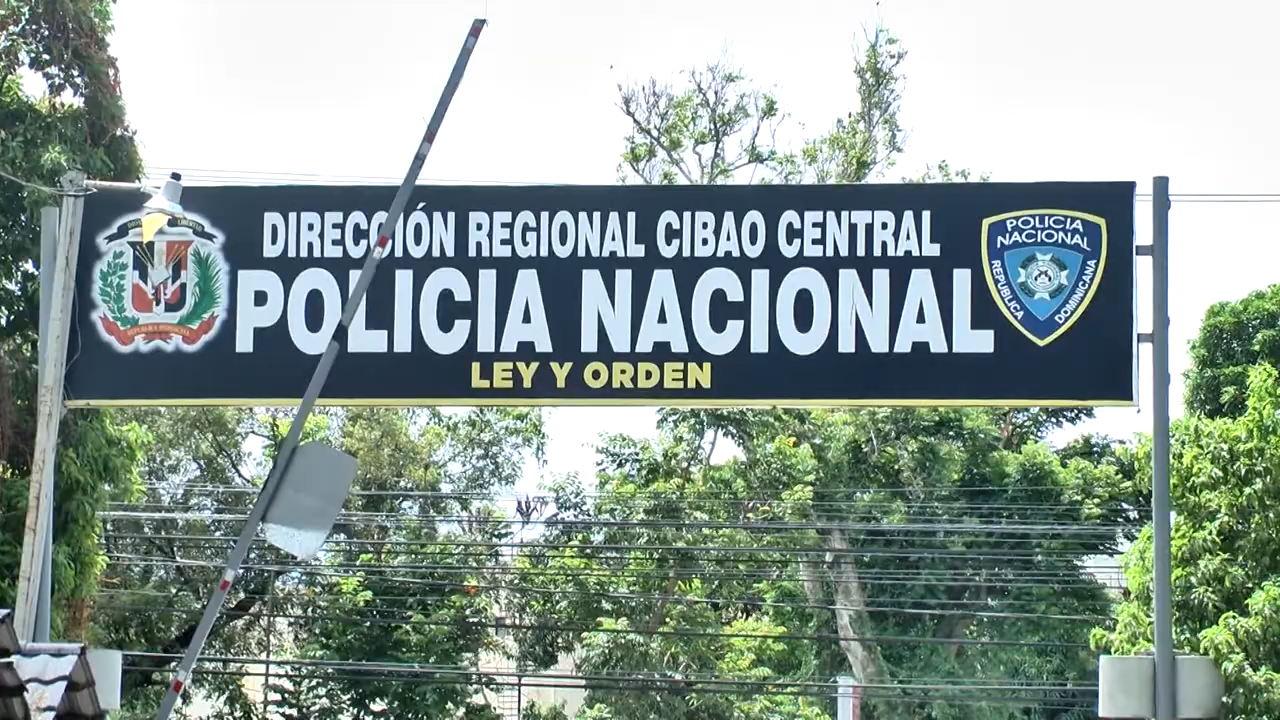 DIRECCIÓN REGIONAL CIBAO CENTRAL
POLICIA NACIONAL
LEY Y ORDEN
POLICIA
NACIONAL
REPUBLICA DOMINICANA